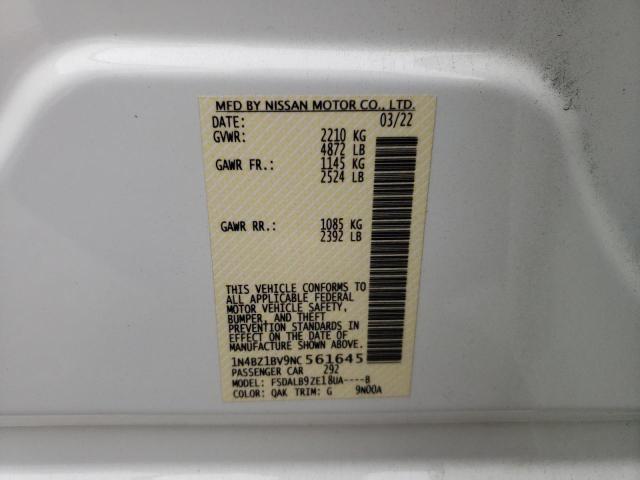 MFD BY NISSAN MOTOR CO., LTD.
DATE: 03/22
GVWR: 2210 KG
4872 LB
GAWR FR.: 1145 KG
2524 LB
GAWR RR.: 1085 KG
2392 LB
THIS VEHICLE CONFORMS TO
ALL APPLICABLE FEDERAL
MOTOR VEHICLE SAFETY,
BUMPER, AND THEFT
PREVENTION STANDARDS IN
EFFECT ON THE DATE OF
MANUFACTURE SHOWN ABOVE.
1N4BZ1BV9NC561645
PASSENGER CAR 292
MODEL: FSDALB9ZE18UA----B
COLOR: QAK TRIM: G 9N00A